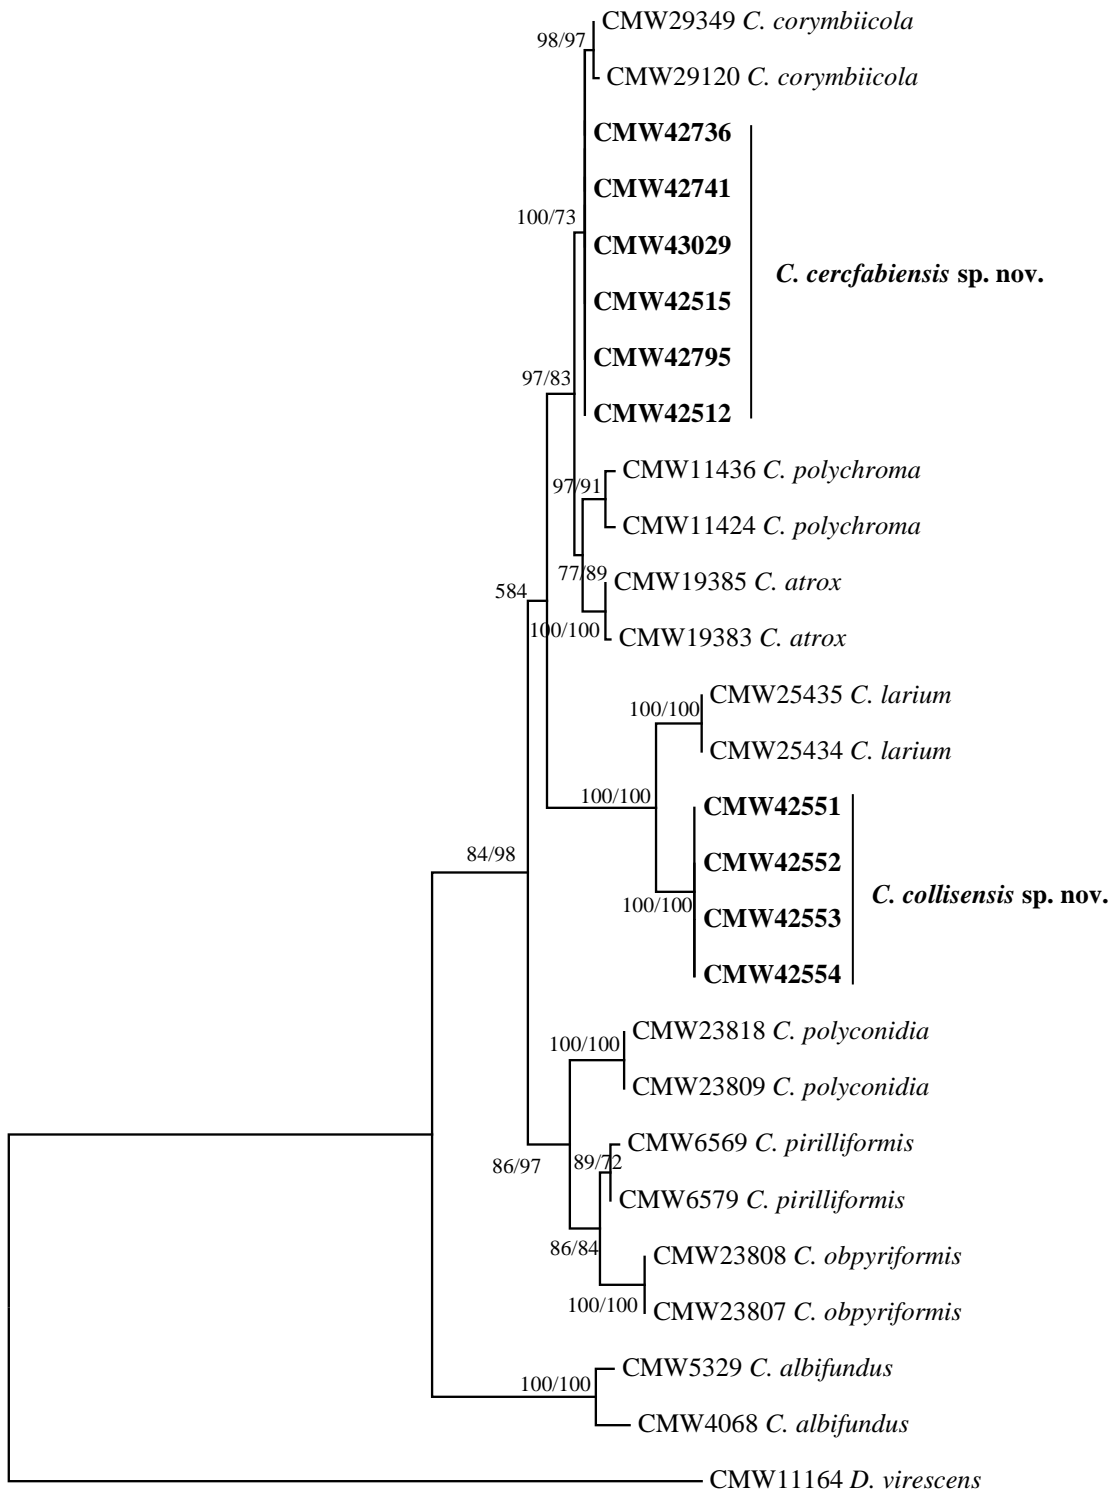 CMW29349 C. corymbiicola
98/97
CMW29120 C. corymbiicola
CMW42736
CMW42741
100/73
CMW43029
C. cercfabiensis sp. nov.
CMW42515
CMW42795
97/83
CMW42512
CMW11436 C. polychroma
97/91
CMW11424 C. polychroma
77/89
CMW19385 C. atrox
584
100/100
CMW19383 C. atrox
CMW25435 C. larium
100/100
CMW25434 C. larium
100/100
CMW42551
84/98
CMW42552
C. collisensis sp. nov.
100/100
CMW42553
CMW42554
CMW23818 C. polyconidia
100/100
CMW23809 C. polyconidia
CMW6569 C. pirilliformis
86/97
89/72
CMW6579 C. pirilliformis
86/84
CMW23808 C. obpyriformis
100/100
CMW23807 C. obpyriformis
CMW5329 C. albifundus
100/100
CMW4068 C. albifundus
CMW11164 D. virescens